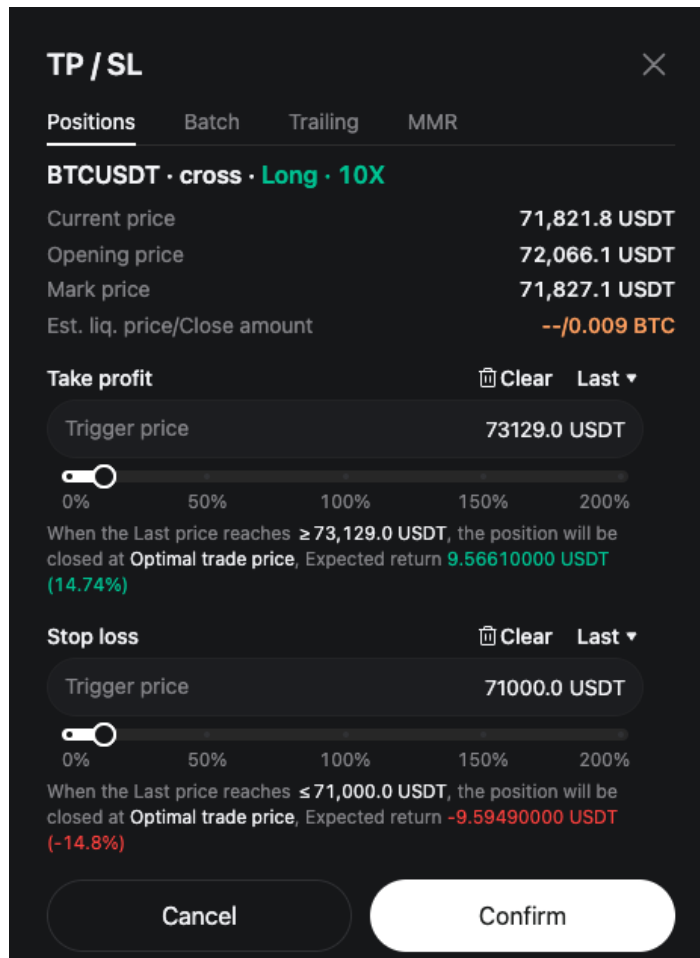 TP / SL
Positions Batch Trailing MMR
BTCUSDT · cross · Long · 10X
Current price 71,821.8 USDT
Opening price 72,066.1 USDT
Mark price 71,827.1 USDT
Est. liq. price/Close amount --/0.009 BTC
Take profit Clear Last
Trigger price 73129.0 USDT
0% 50% 100% 150% 200%
When the Last price reaches ≥73,129.0 USDT, the position will be
closed at Optimal trade price, Expected return 9.56610000 USDT
(14.74%)
Stop loss Clear Last
Trigger price 71000.0 USDT
0% 50% 100% 150% 200%
When the Last price reaches ≤71,000.0 USDT, the position will be
closed at Optimal trade price, Expected return -9.59490000 USDT
(-14.8%)
Cancel Confirm